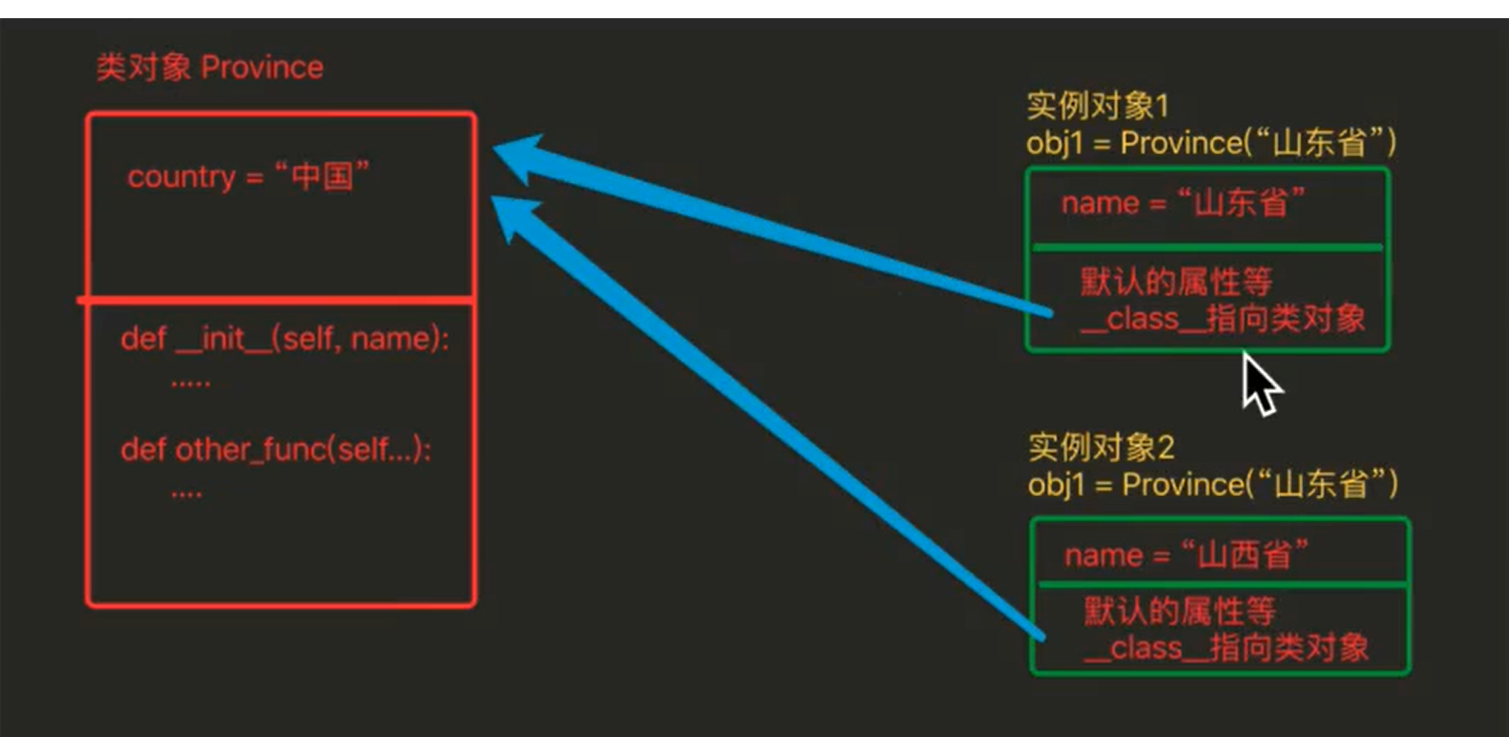 类对象 Province
country = “中国”
def __init__(self, name):
.....
def other_func(self...):
....
实例对象1
obj1 = Province(“山东省”)
name = “山东省”
默认的属性等
__class__指向类对象
实例对象2
obj1 = Province(“山东省”)
name = “山西省”
默认的属性等
__class__指向类对象